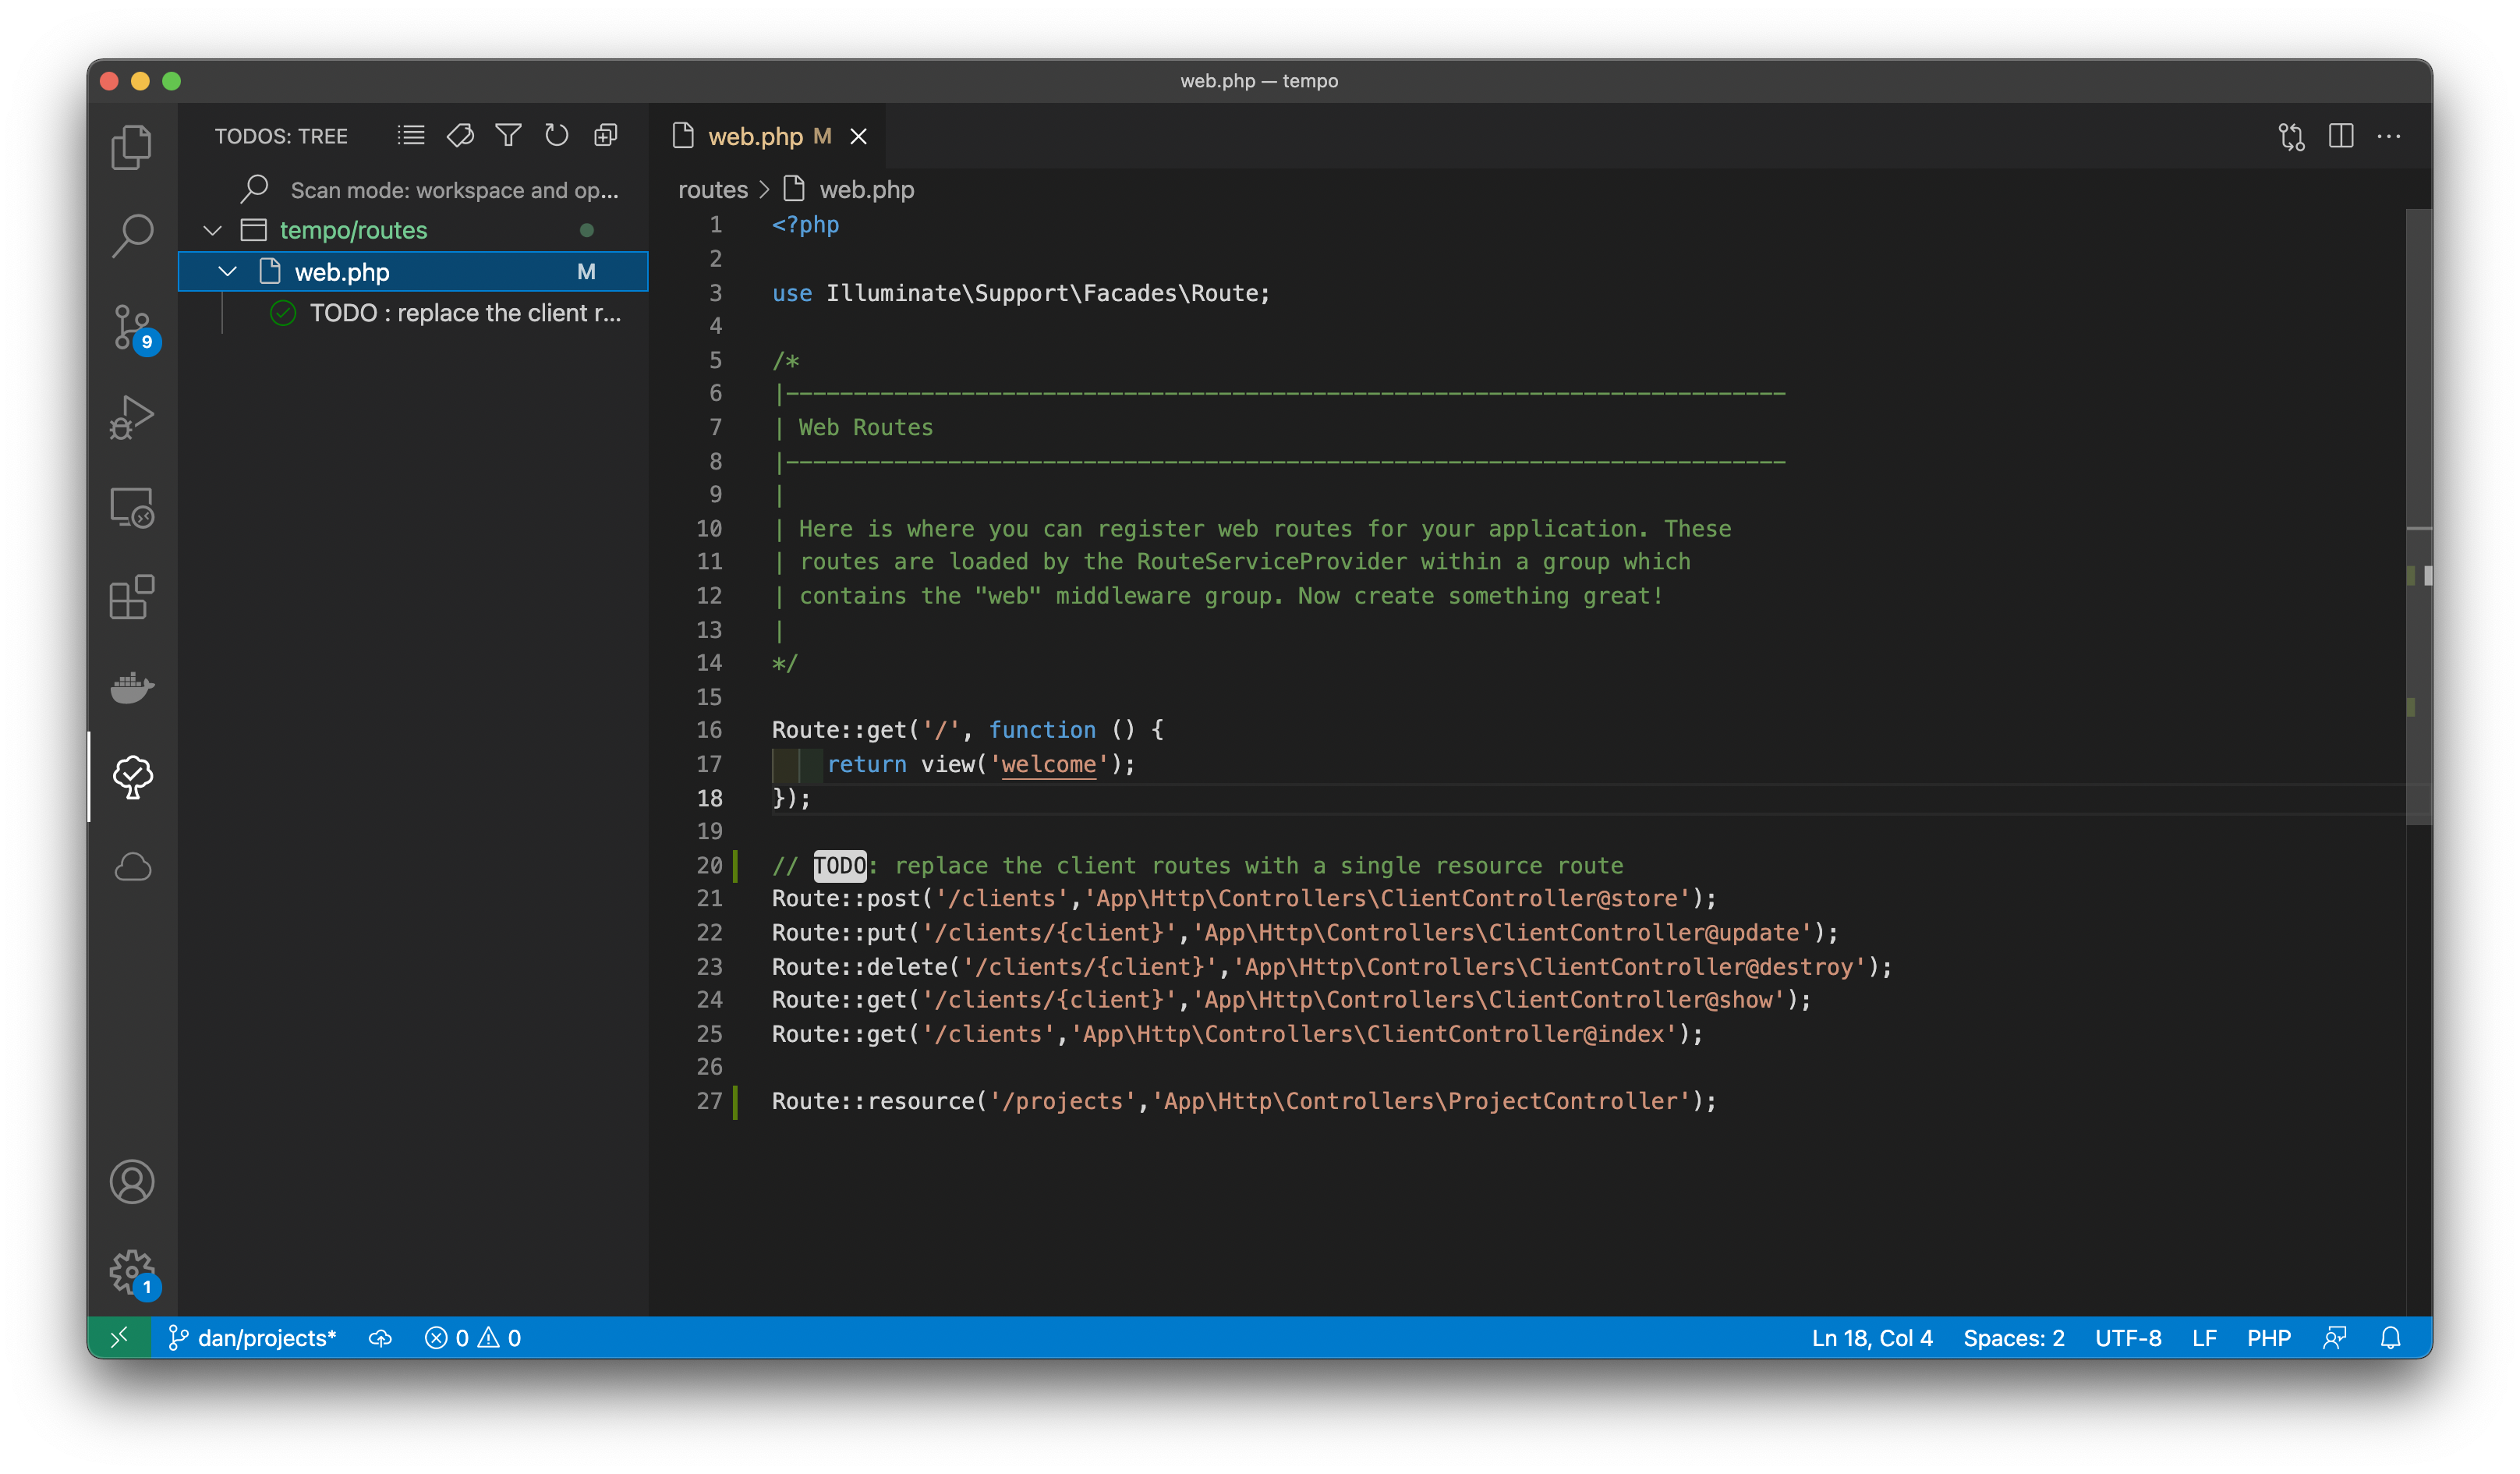 web.php — tempo
TODOS: TREE
Scan mode: workspace and op...
tempo/routes
web.php M
TODO : replace the client r...
9
1
web.php M
routes > web.php
1 <?php
2
3 use Illuminate\Support\Facades\Route;
4
5 /*
6 |--------------------------------------------------------------------------
7 | Web Routes
8 |--------------------------------------------------------------------------
9 |
10 | Here is where you can register web routes for your application. These
11 | routes are loaded by the RouteServiceProvider within a group which
12 | contains the "web" middleware group. Now create something great!
13 |
14 */
15
16 Route::get('/', function () {
17     return view('welcome');
18 });
19
20 // TODO: replace the client routes with a single resource route
21 Route::post('/clients','App\Http\Controllers\ClientController@store');
22 Route::put('/clients/{client}','App\Http\Controllers\ClientController@update');
23 Route::delete('/clients/{client}','App\Http\Controllers\ClientController@destroy');
24 Route::get('/clients/{client}','App\Http\Controllers\ClientController@show');
25 Route::get('/clients','App\Http\Controllers\ClientController@index');
26
27 Route::resource('/projects','App\Http\Controllers\ProjectController');
dan/projects* 0 0 Ln 18, Col 4 Spaces: 2 UTF-8 LF PHP